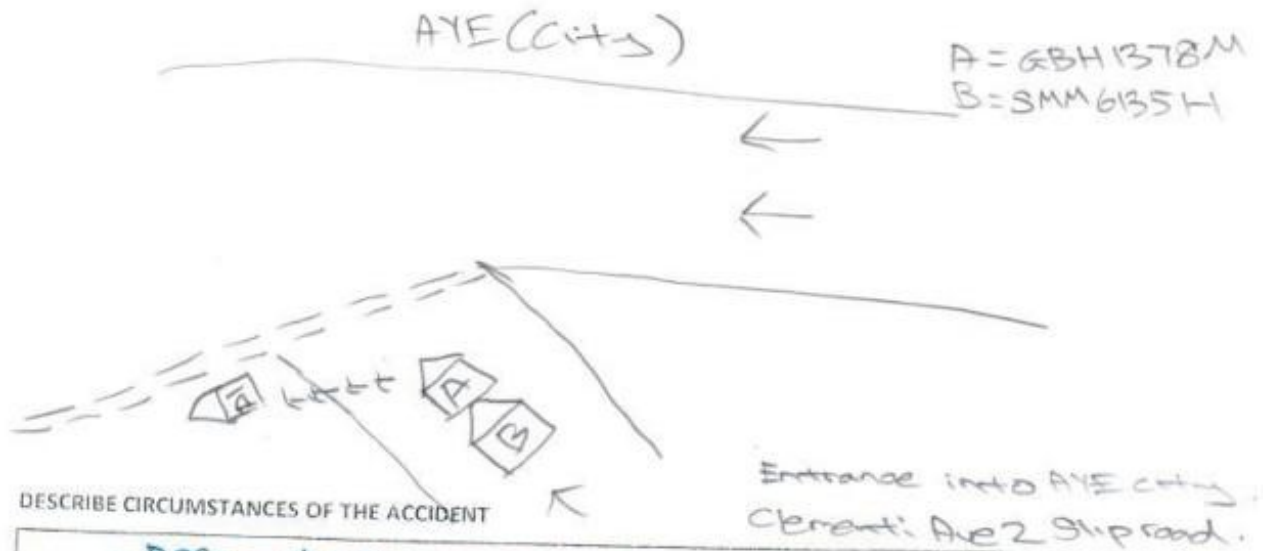 AYE (City)
A = GBH1378M
B = SMM6135H
A
A
B
Entrance into AYE city.
Clementi Ave 2 Slip road.
DESCRIBE CIRCUMSTANCES OF THE ACCIDENT